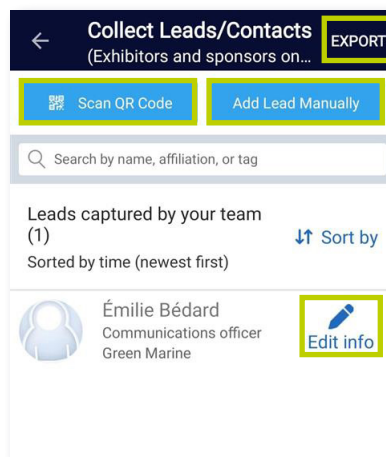 Collect Leads/Contacts
EXPORT
(Exhibitors and sponsors on...
Scan QR Code
Add Lead Manually
Search by name, affiliation, or tag
Leads captured by your team
(1)
Sort by
Sorted by time (newest first)
Émilie Bédard
Communications officer
Green Marine
Edit info